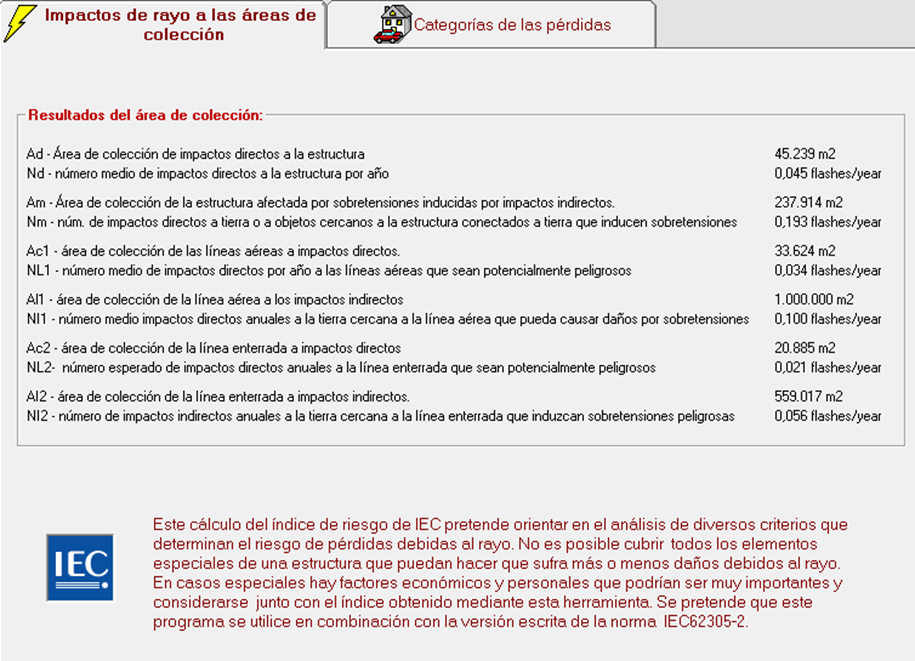 Impactos de rayo a las áreas de
colección
Categorías de las pérdidas
Resultados del área de colección:
Ad - Área de colección de impactos directos a la estructura 45.239 m2
Nd - número medio de impactos directos a la estructura por año 0,045 flashes/year
Am - Área de colección de la estructura afectada por sobretensiones inducidas por impactos indirectos. 237.914 m2
Nm - núm. de impactos directos a tierra o a objetos cercanos a la estructura conectados a tierra que inducen sobretensiones 0,193 flashes/year
Ac1 - área de colección de las líneas aéreas a impactos directos. 33.624 m2
NL1 - número medio de impactos directos por año a las líneas aéreas que sean potencialmente peligrosos 0,034 flashes/year
Al1 - área de colección de la línea aérea a los impactos indirectos 1.000.000 m2
NI1 - número medio impactos directos anuales a la tierra cercana a la línea aérea que pueda causar daños por sobretensiones 0,100 flashes/year
Ac2 - área de colección de la línea enterrada a impactos directos 20.885 m2
NL2- número esperado de impactos directos anuales a la línea enterrada que sean potencialmente peligrosos 0,021 flashes/year
Al2 - área de colección de la línea enterrada a impactos indirectos. 559.017 m2
NI2 - número de impactos indirectos anuales a la tierra cercana a la línea enterrada que induzcan sobretensiones peligrosas 0,056 flashes/year
IEC
Este cálculo del índice de riesgo de IEC pretende orientar en el análisis de diversos criterios que
determinan el riesgo de pérdidas debidas al rayo. No es posible cubrir todos los elementos
especiales de una estructura que puedan hacer que sufra más o menos daños debidos al rayo.
En casos especiales hay factores económicos y personales que podrían ser muy importantes y
considerarse junto con el índice obtenido mediante esta herramienta. Se pretende que este
programa se utilice en combinación con la versión escrita de la norma IEC62305-2.